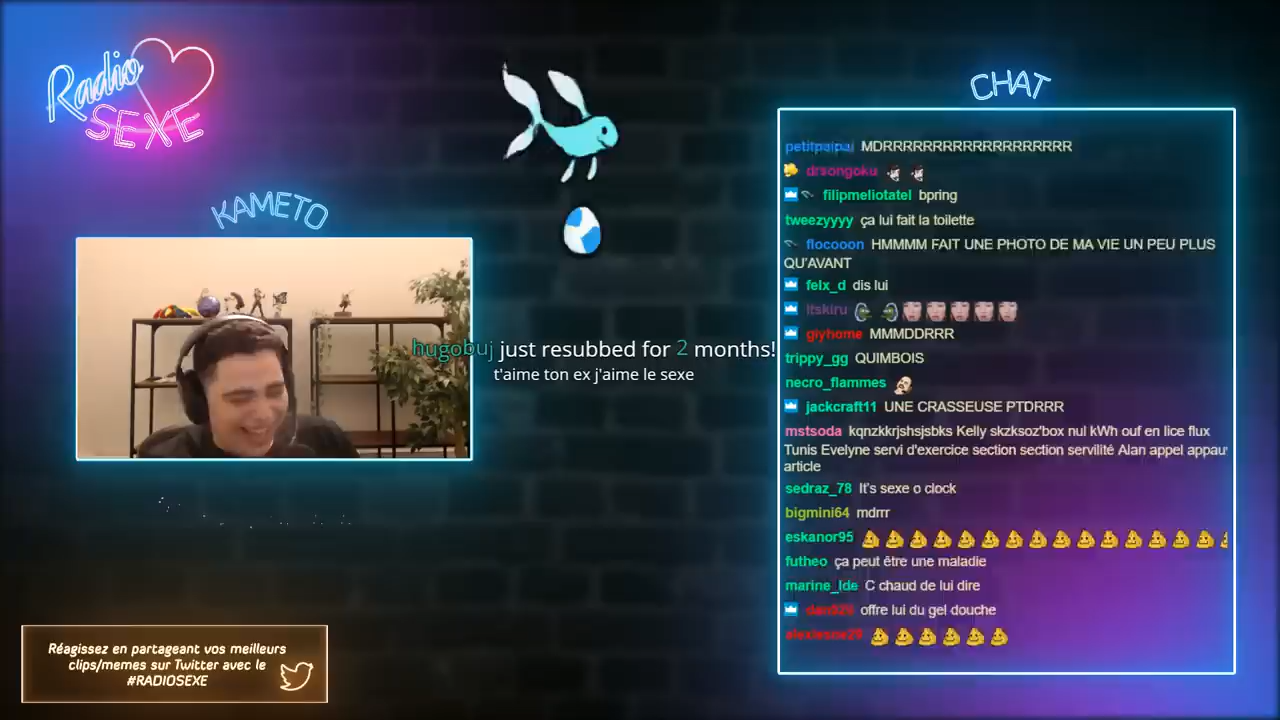 Radio
SEXE
KAMETO
hugobuj just resubbed for 2 months!
t'aime ton ex j'aime le sexe
Réagissez en partageant vos meilleurs
clips/memes sur Twitter avec le
#RADIOSEXE
CHAT
petitpaipai MDRRRRRRRRRRRRRRRRRRR
drsongoku
filipmeliotatel bpring
tweezyyyy ça lui fait la toilette
flocooon HMMMM FAIT UNE PHOTO DE MA VIE UN PEU PLUS
QU'AVANT
felx_d dis lui
itskiru
giyhome MMMDDRRR
trippy_gg QUIMBOIS
necro_flammes
jackcraft11 UNE CRASSEUSE PTDRRR
mstsoda kqnzkkrjshsjsbks Kelly skzksoz'box nul kWh ouf en lice flux
Tunis Evelyne servi d'exercice section section servilité Alan appel appau
article
sedraz_78 It's sexe o clock
bigmini64 mdrrr
eskanor95
futheo ça peut être une maladie
marine_lde C chaud de lui dire
offre lui du gel douche